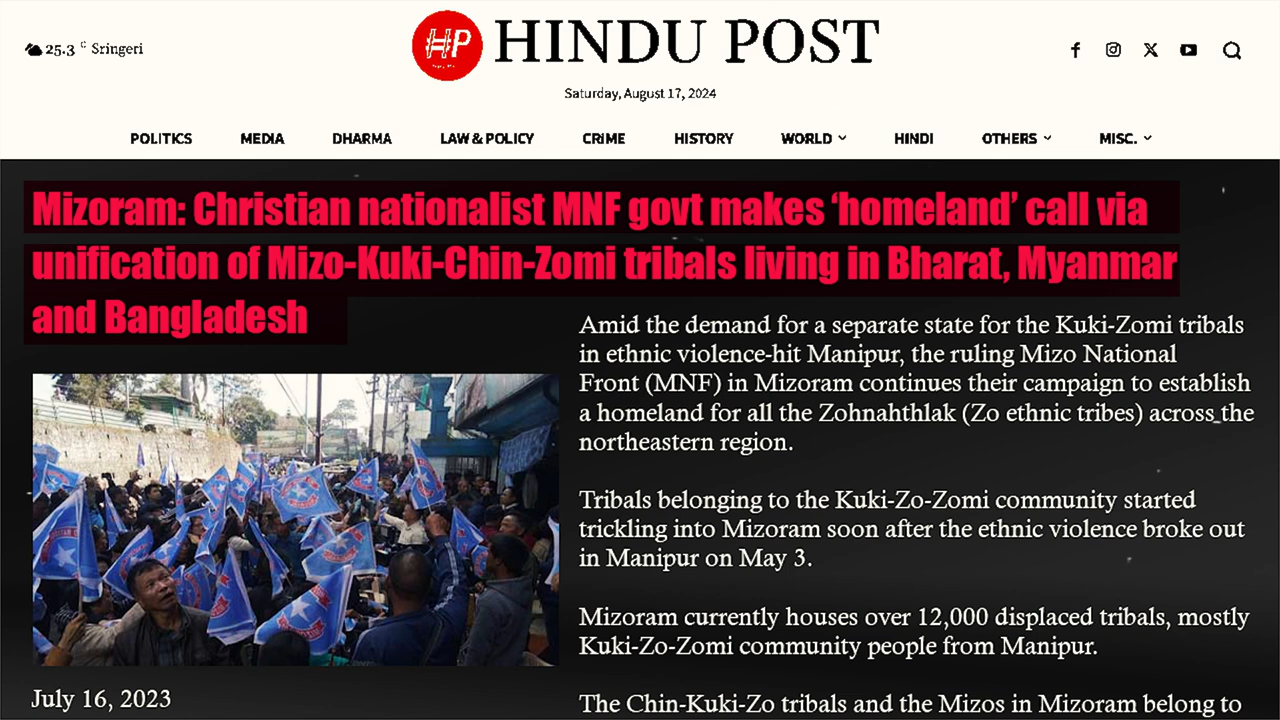 25.3 C Sringeri
HP HINDU POST
Saturday, August 17, 2024
POLITICS MEDIA DHARMA LAW & POLICY CRIME HISTORY WORLD HINDI OTHERS MISC.
Mizoram: Christian nationalist MNF govt makes ‘homeland’ call via
unification of Mizo-Kuki-Chin-Zomi tribals living in Bharat, Myanmar
and Bangladesh
Amid the demand for a separate state for the Kuki-Zomi tribals
in ethnic violence-hit Manipur, the ruling Mizo National
Front (MNF) in Mizoram continues their campaign to establish
a homeland for all the Zohnahthlak (Zo ethnic tribes) across the
northeastern region.
Tribals belonging to the Kuki-Zo-Zomi community started
trickling into Mizoram soon after the ethnic violence broke out
in Manipur on May 3.
Mizoram currently houses over 12,000 displaced tribals, mostly
Kuki-Zo-Zomi community people from Manipur.
The Chin-Kuki-Zo tribals and the Mizos in Mizoram belong to
July 16, 2023